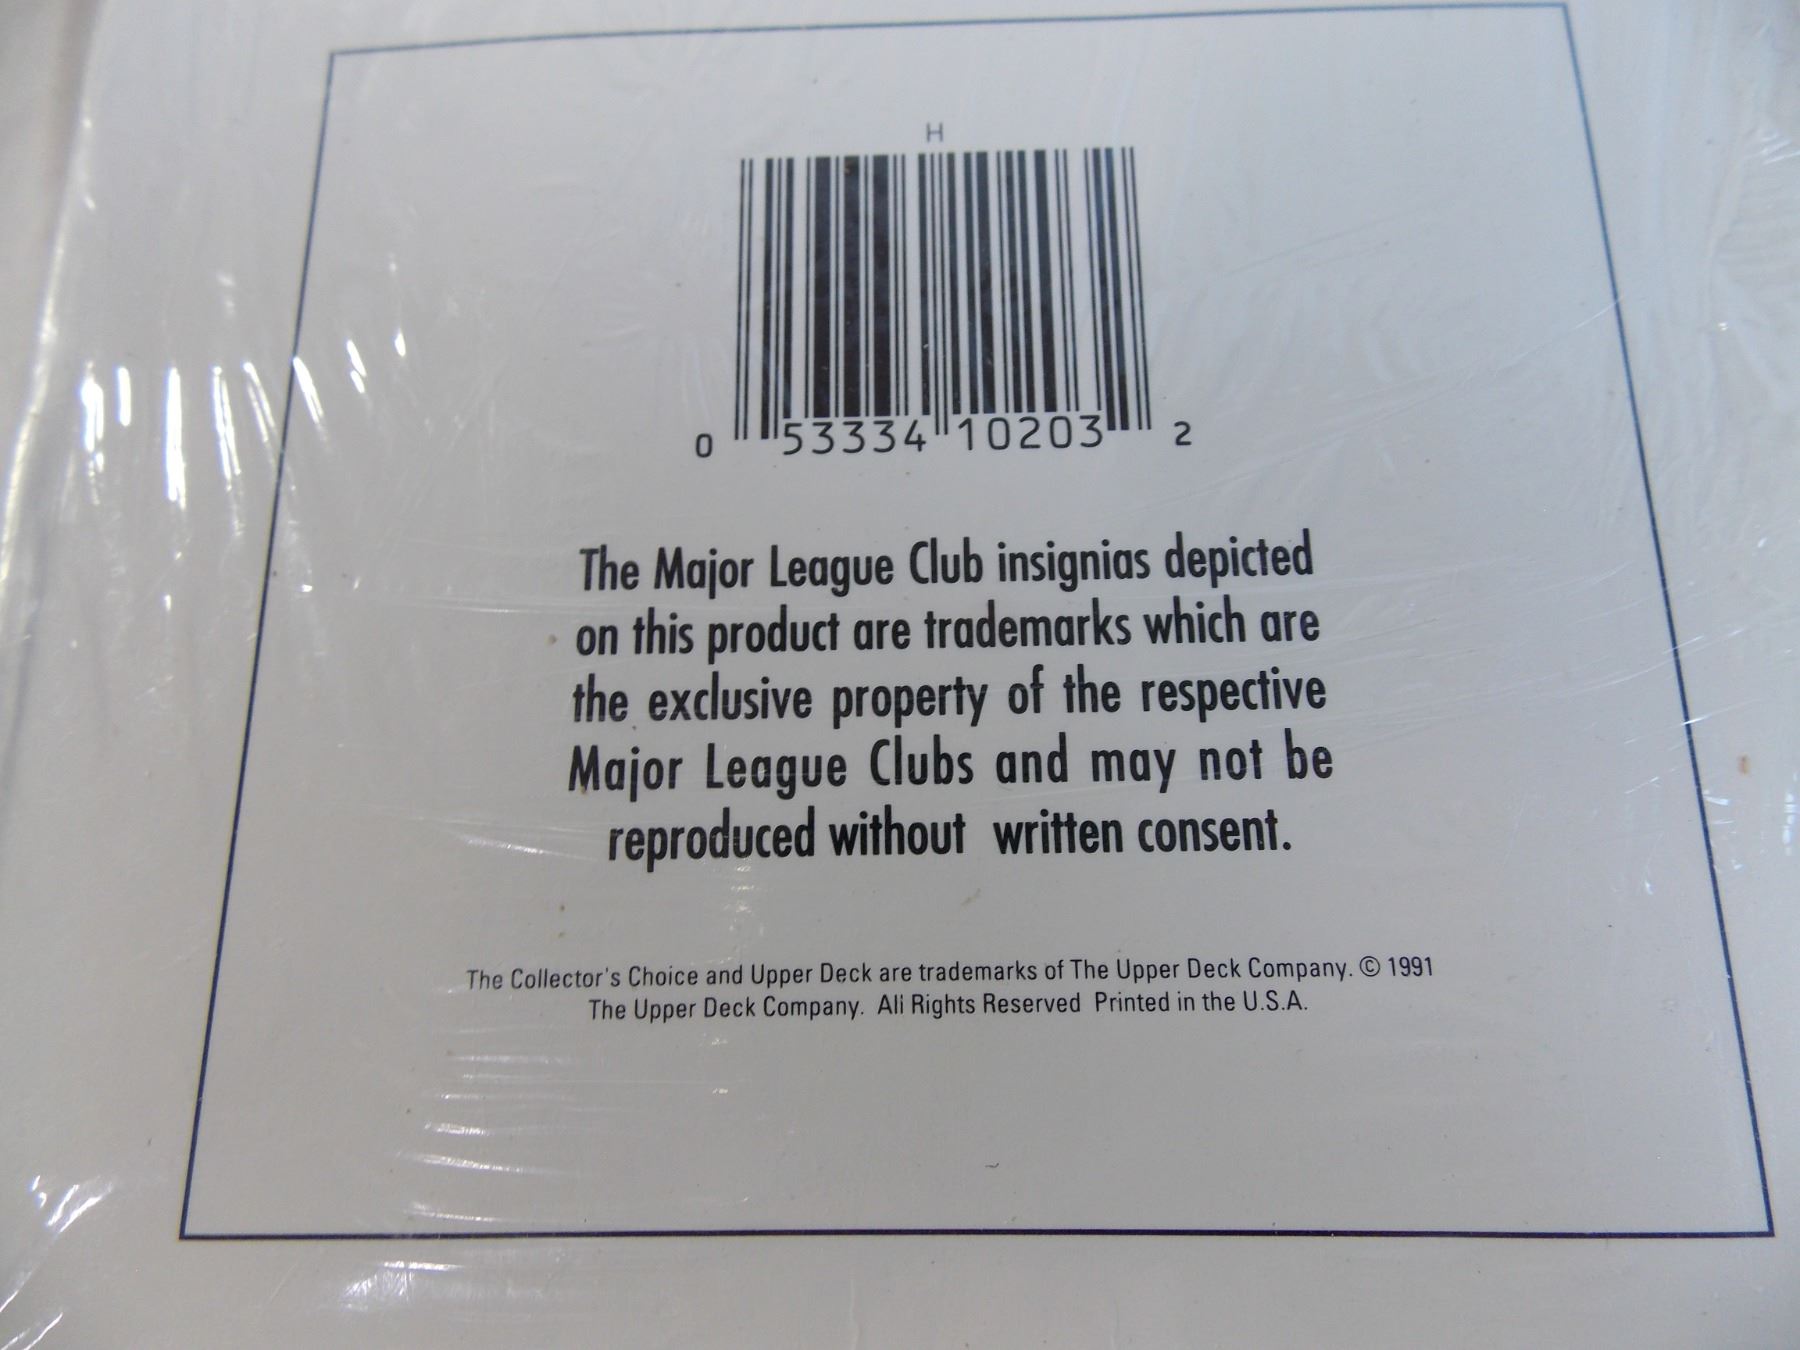 H
0 53334 10203 2
The Major League Club insignias depicted
on this product are trademarks which are
the exclusive property of the respective
Major League Clubs and may not be
reproduced without written consent.
The Collector's Choice and Upper Deck are trademarks of The Upper Deck Company. © 1991
The Upper Deck Company. All Rights Reserved Printed in the U.S.A.